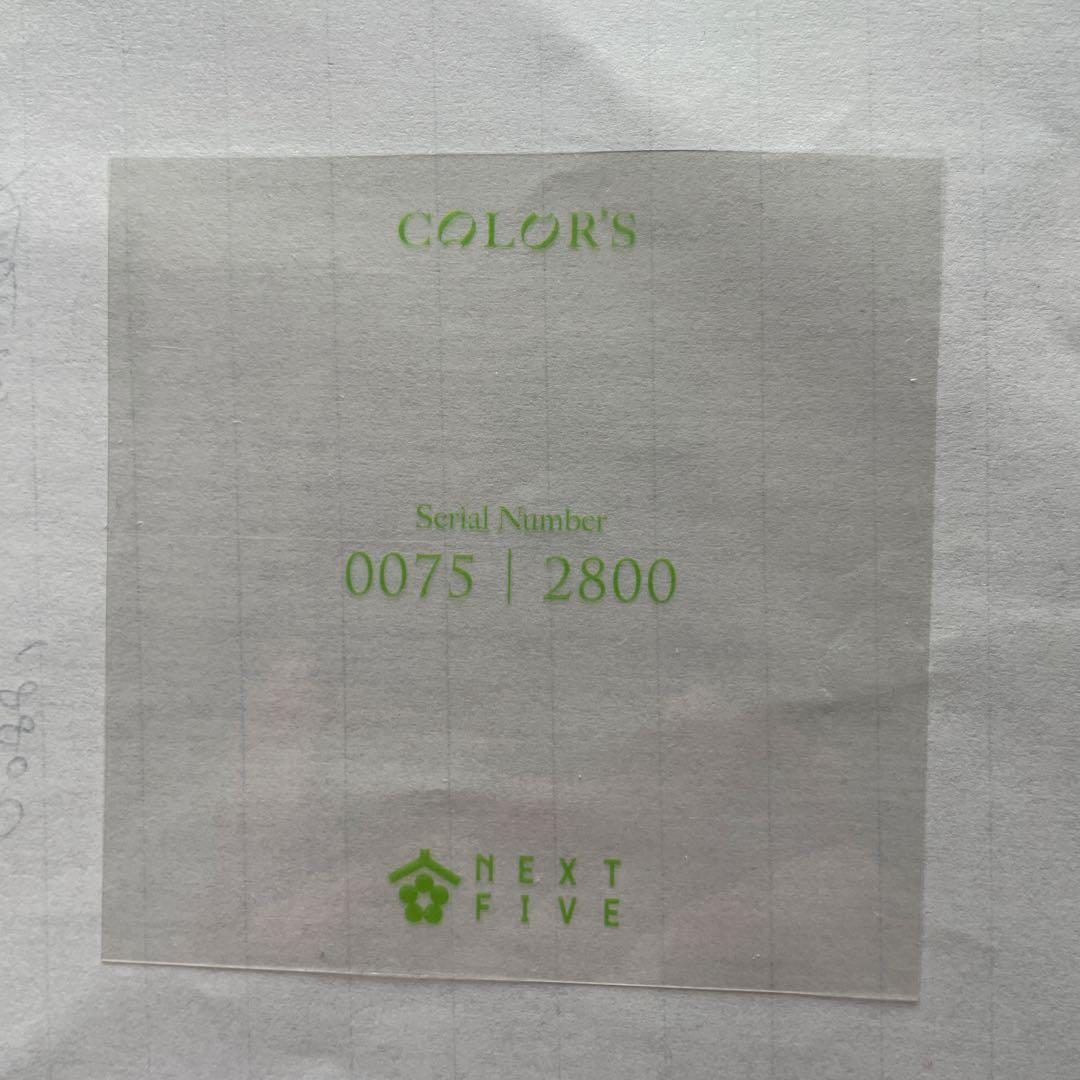 COLOR'S
Serial Number
0075 | 2800
NEXT
FIVE